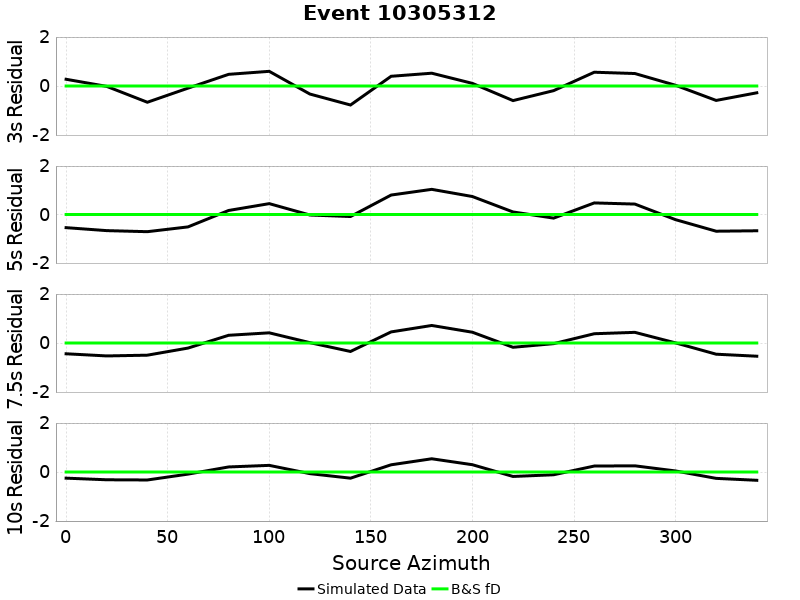 Event 10305312
3s Residual
2
0
-2
5s Residual
2
0
-2
7.5s Residual
2
0
-2
10s Residual
2
0
-2
0 50 100 150 200 250 300
Source Azimuth
Simulated Data B&S fD